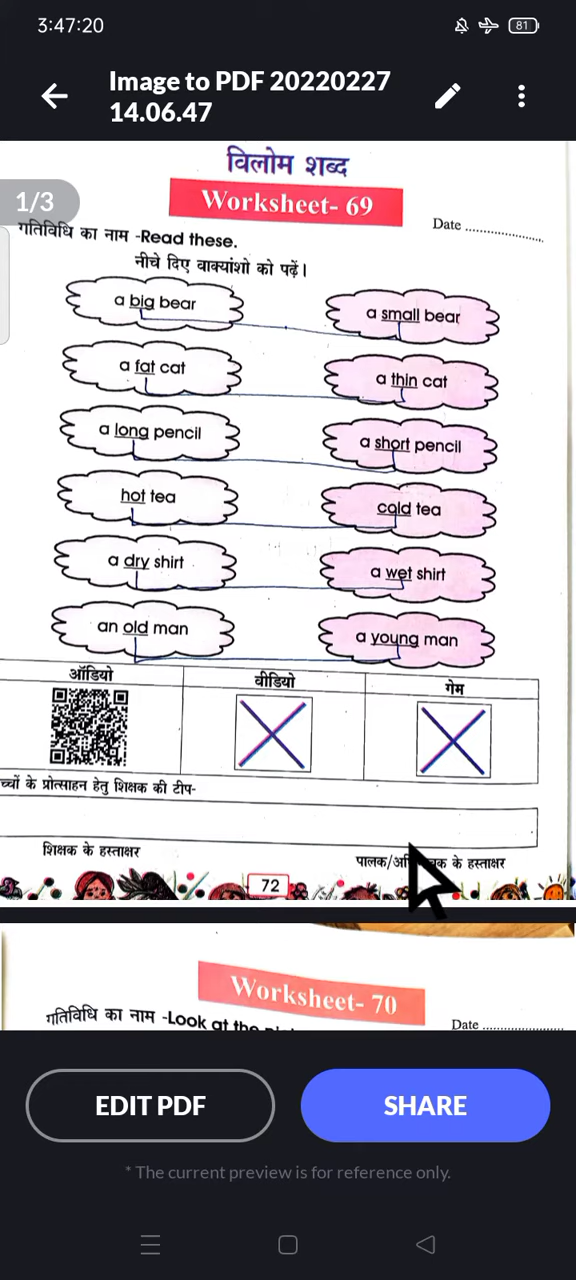 3:47:20
81
Image to PDF 20220227
14.06.47
विलोम शब्द
1/3
Worksheet- 69
Date
गतिविधि का नाम -Read these.
नीचे दिए वाक्यांशो को पढ़ें।
a big bear
a small bear
a fat cat
a thin cat
a long pencil
a short pencil
hot tea
cold tea
a dry shirt
a wet shirt
an old man
a young man
ऑडियो वीडियो गेम
च्चों के प्रोत्साहन हेतु शिक्षक की टीप-
शिक्षक के हस्ताक्षर
के हस्ताक्षर
72
Worksheet- 70
गतिविधि का नाम -Look at the
Date
EDIT PDF
SHARE
* The current preview is for reference only.